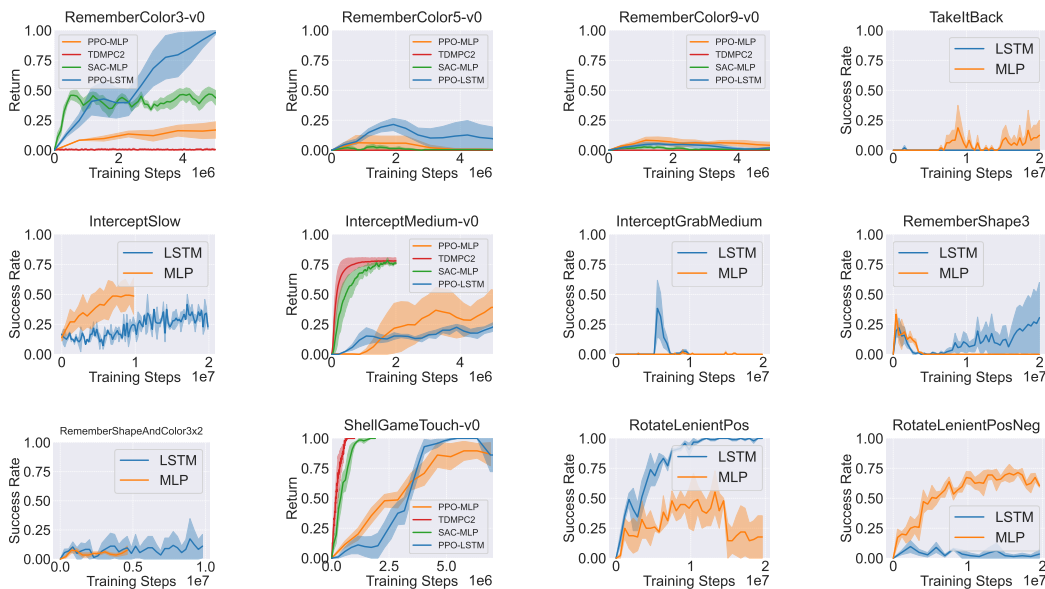 RememberColor3-v0
1.00
0.75
0.50
0.25
0.00
Return
PPO-MLP
TDMPC2
SAC-MLP
PPO-LSTM
0 2 4
Training Steps 1e6
RememberColor5-v0
1.00
0.75
0.50
0.25
0.00
Return
PPO-MLP
TDMPC2
SAC-MLP
PPO-LSTM
0 2 4
Training Steps 1e6
RememberColor9-v0
1.00
0.75
0.50
0.25
0.00
Return
PPO-MLP
TDMPC2
SAC-MLP
PPO-LSTM
0 2 4
Training Steps 1e6
TakeItBack
1.00
0.75
0.50
0.25
0.00
Success Rate
LSTM
MLP
0 1 2
Training Steps 1e7
InterceptSlow
1.00
0.75
0.50
0.25
0.00
Success Rate
LSTM
MLP
0 1 2
Training Steps 1e7
InterceptMedium-v0
1.00
0.75
0.50
0.25
0.00
Return
PPO-MLP
TDMPC2
SAC-MLP
PPO-LSTM
0 2 4
Training Steps 1e6
InterceptGrabMedium
1.00
0.75
0.50
0.25
0.00
Success Rate
LSTM
MLP
0 1 2
Training Steps 1e7
RememberShape3
1.00
0.75
0.50
0.25
0.00
Success Rate
LSTM
MLP
0 1 2
Training Steps 1e7
RememberShapeAndColor3x2
1.00
0.75
0.50
0.25
0.00
Success Rate
LSTM
MLP
0.0 0.5 1.0
Training Steps 1e7
ShellGameTouch-v0
1.00
0.75
0.50
0.25
0.00
Return
PPO-MLP
TDMPC2
SAC-MLP
PPO-LSTM
0.0 2.5 5.0
Training Steps 1e6
RotateLenientPos
1.00
0.75
0.50
0.25
0.00
Success Rate
LSTM
MLP
0 1 2
Training Steps 1e7
RotateLenientPosNeg
1.00
0.75
0.50
0.25
0.00
Success Rate
LSTM
MLP
0 1 2
Training Steps 1e7